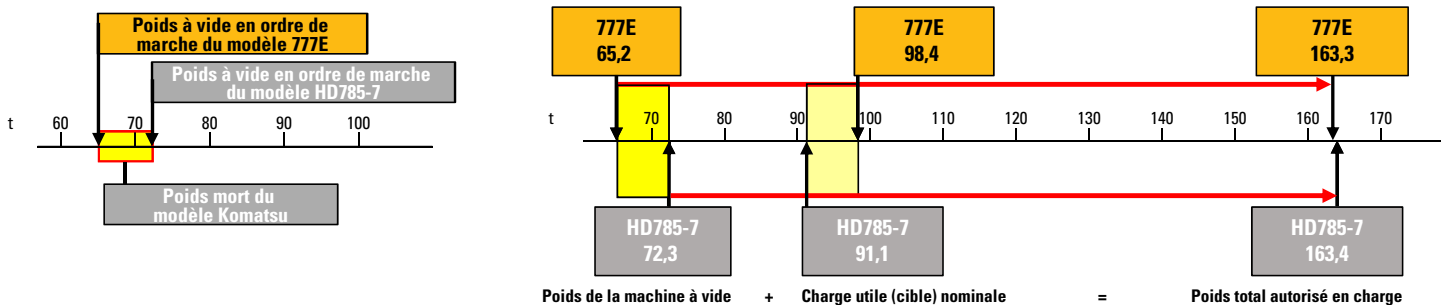 Poids à vide en ordre de
marche du modèle 777E
Poids à vide en ordre de marche
du modèle HD785-7
t
60
70
80
90
100
Poids mort du
modèle Komatsu
777E
65,2
777E
98,4
777E
163,3
t
70
80
90
100
110
120
130
140
150
160
170
HD785-7
72,3
HD785-7
91,1
HD785-7
163,4
Poids de la machine à vide + Charge utile (cible) nominale = Poids total autorisé en charge